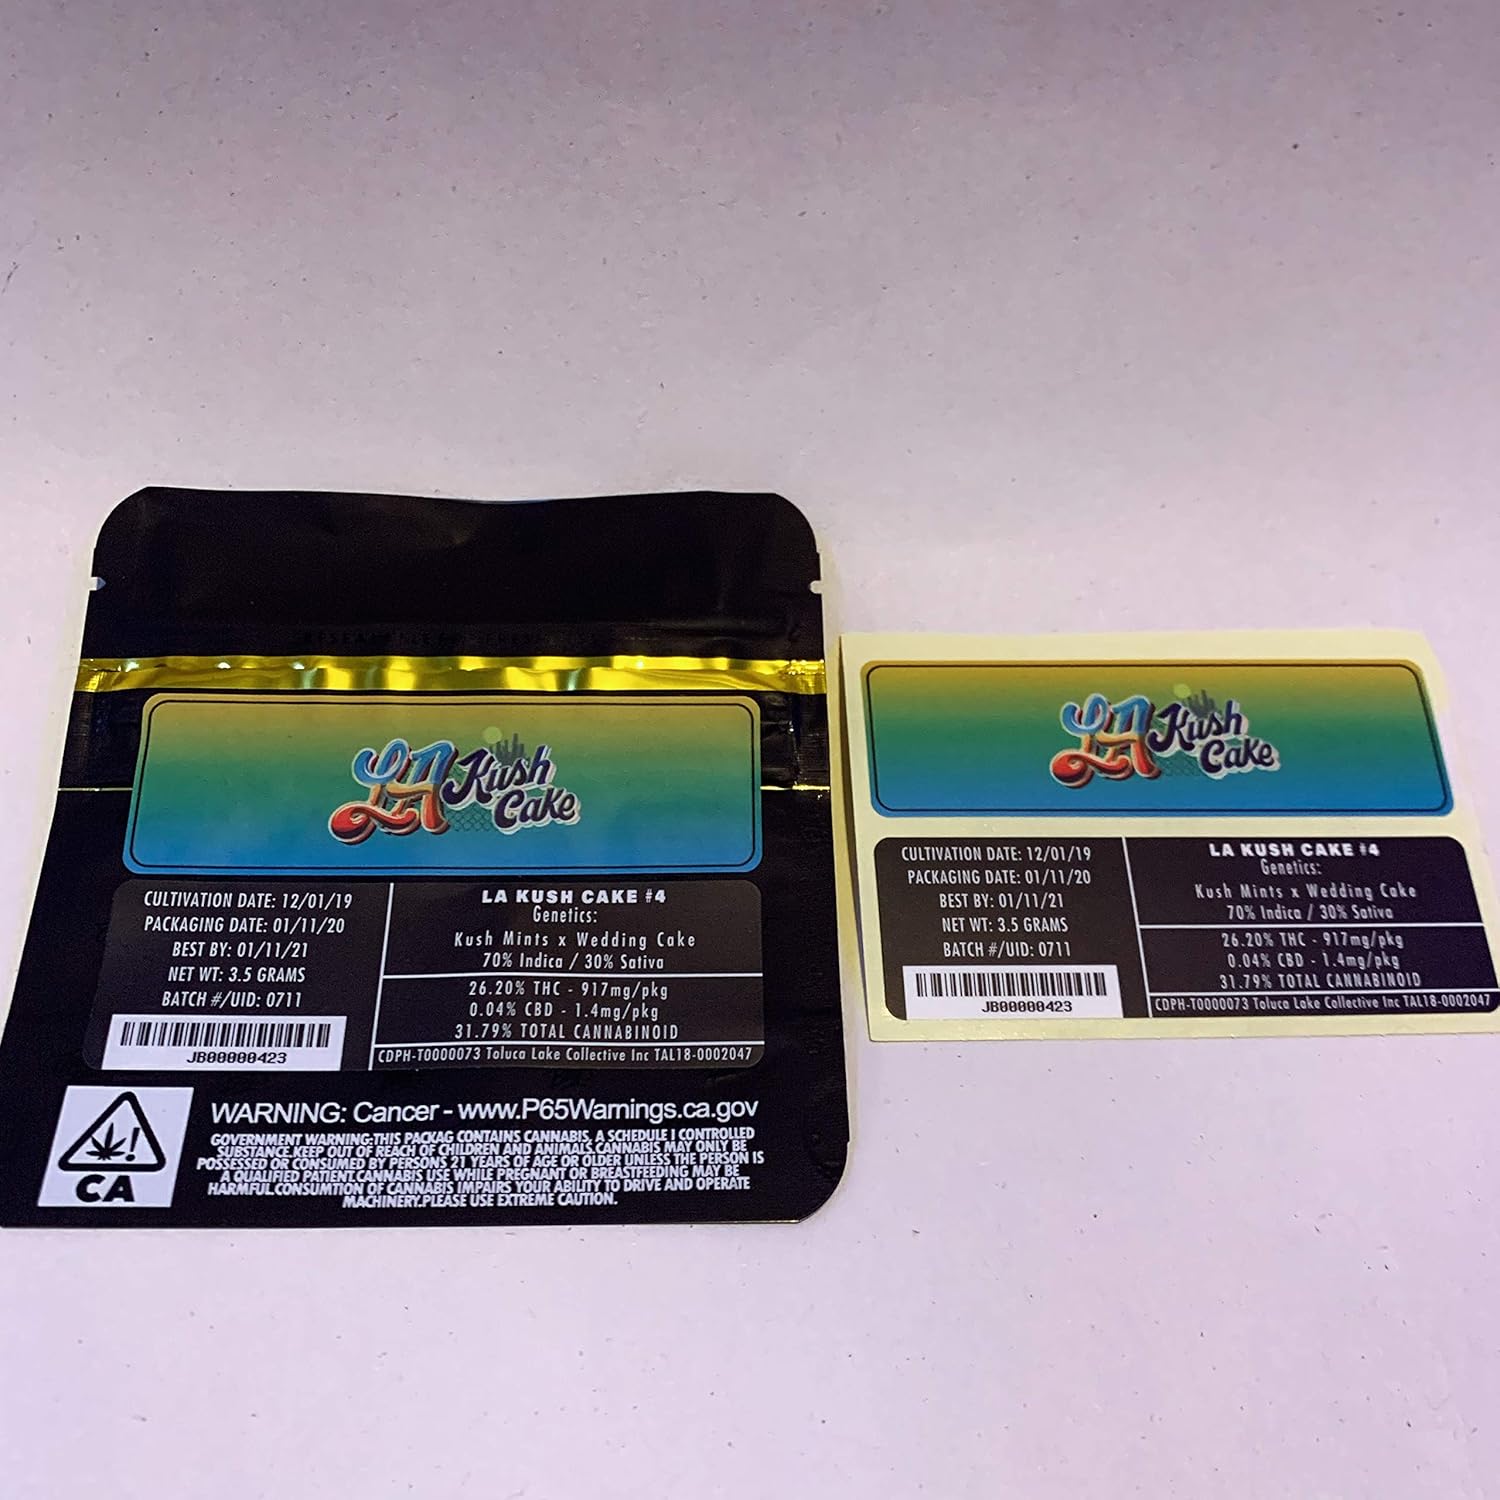 LA Kush
Cake
CULTIVATION DATE: 12/01/19
PACKAGING DATE: 01/11/20
BEST BY: 01/11/21
NET WT: 3.5 GRAMS
BATCH #/UID: 0711
JB00000423
LA KUSH CAKE #4
Genetics:
Kush Mints x Wedding Cake
70% Indica / 30% Sativa
26.20% THC - 917mg/pkg
0.04% CBD - 1.4mg/pkg
31.79% TOTAL CANNABINOID
CDPH-T0000073 Toluca Lake Collective Inc TAL18-0002047
!
CA
WARNING: Cancer - www.P65Warnings.ca.gov
GOVERNMENT WARNING:THIS PACKAG CONTAINS CANNABIS, A SCHEDULE I CONTROLLED
SUBSTANCE.KEEP OUT OF REACH OF CHILDREN AND ANIMALS.CANNABIS MAY ONLY BE
POSSESSED OR CONSUMED BY PERSONS 21 YEARS OF AGE OR OLDER UNLESS THE PERSON IS
A QUALIFIED PATIENT.CANNABIS USE WHILE PREGNANT OR BREASTFEEDING MAY BE
HARMFUL.CONSUMTION OF CANNABIS IMPAIRS YOUR ABILITY TO DRIVE AND OPERATE
MACHINERY.PLEASE USE EXTREME CAUTION.
LA Kush
Cake
CULTIVATION DATE: 12/01/19
PACKAGING DATE: 01/11/20
BEST BY: 01/11/21
NET WT: 3.5 GRAMS
BATCH #/UID: 0711
JB00000423
LA KUSH CAKE #4
Genetics:
Kush Mints x Wedding Cake
70% Indica / 30% Sativa
26.20% THC - 917mg/pkg
0.04% CBD - 1.4mg/pkg
31.79% TOTAL CANNABINOID
CDPH-T0000073 Toluca Lake Collective Inc TAL18-0002047